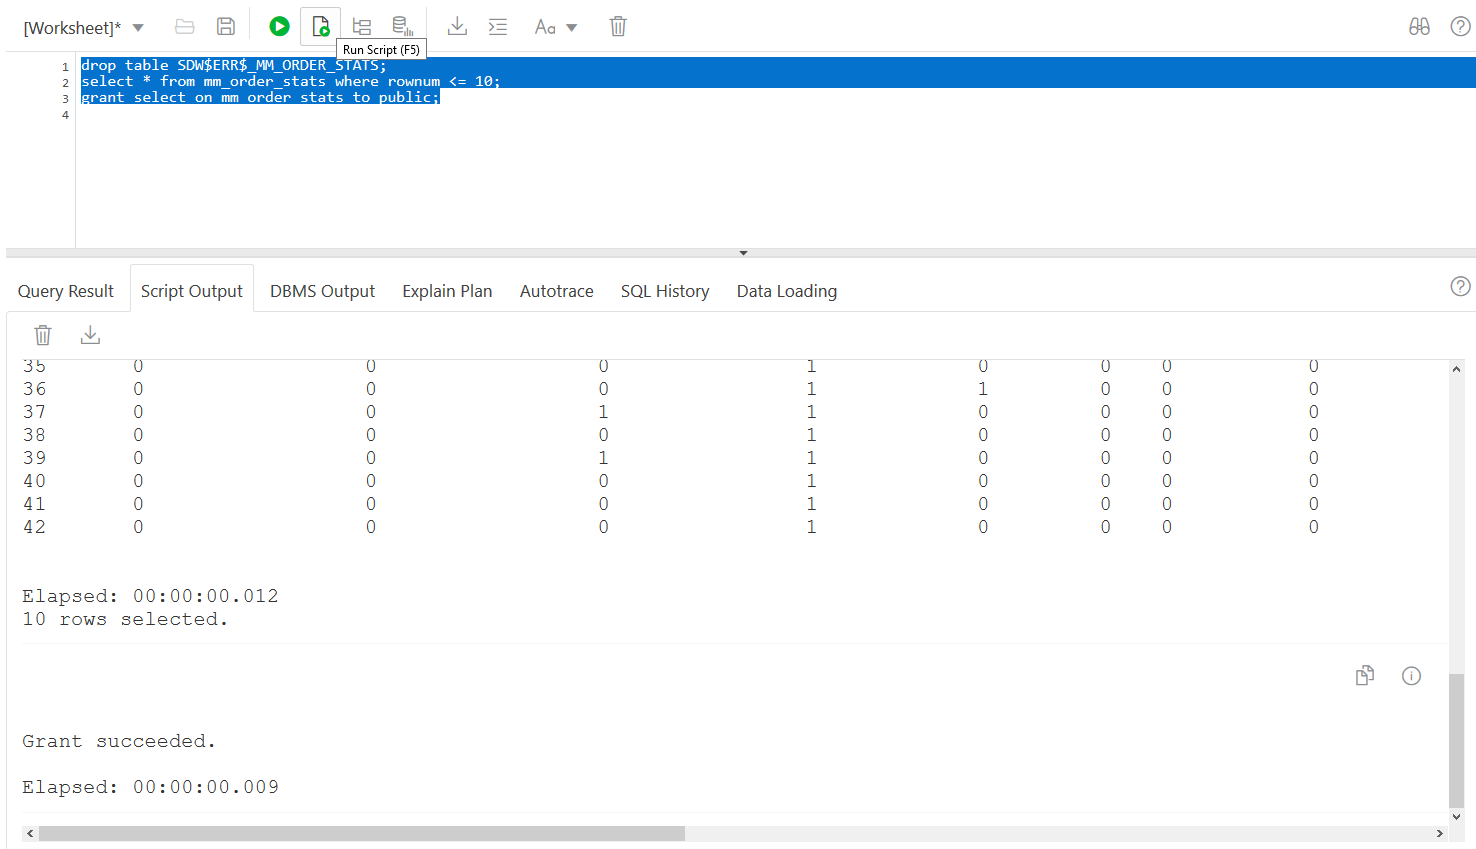 [Worksheet]* Aa
Run Script (F5)
1 drop table SDW$ERR$_MM_ORDER_STATS;
2 select * from mm_order_stats where rownum <= 10;
3 grant select on mm_order_stats to public;
4
Query Result Script Output DBMS Output Explain Plan Autotrace SQL History Data Loading
35 0 0 0 1 0 0 0 0
36 0 0 0 1 1 0 0 0
37 0 0 1 1 0 0 0 0
38 0 0 0 1 0 0 0 0
39 0 0 1 1 0 0 0 0
40 0 0 0 1 0 0 0 0
41 0 0 0 1 0 0 0 0
42 0 0 0 1 0 0 0 0
Elapsed: 00:00:00.012
10 rows selected.
Grant succeeded.
Elapsed: 00:00:00.009